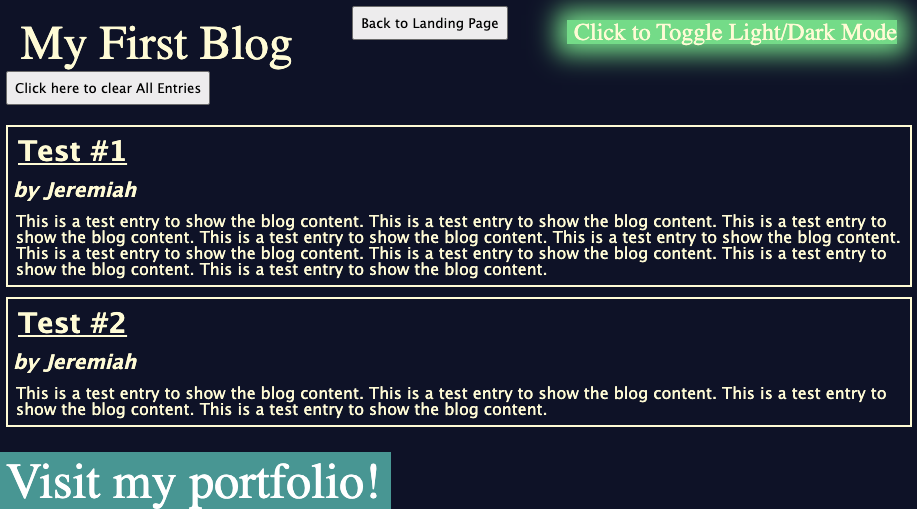 My First Blog
Back to Landing Page
Click to Toggle Light/Dark Mode
Click here to clear All Entries
Test #1
by Jeremiah
This is a test entry to show the blog content. This is a test entry to show the blog content. This is a test entry to
show the blog content. This is a test entry to show the blog content. This is a test entry to show the blog content.
This is a test entry to show the blog content. This is a test entry to show the blog content. This is a test entry to
show the blog content. This is a test entry to show the blog content.
Test #2
by Jeremiah
This is a test entry to show the blog content. This is a test entry to show the blog content. This is a test entry to
show the blog content. This is a test entry to show the blog content.
Visit my portfolio!